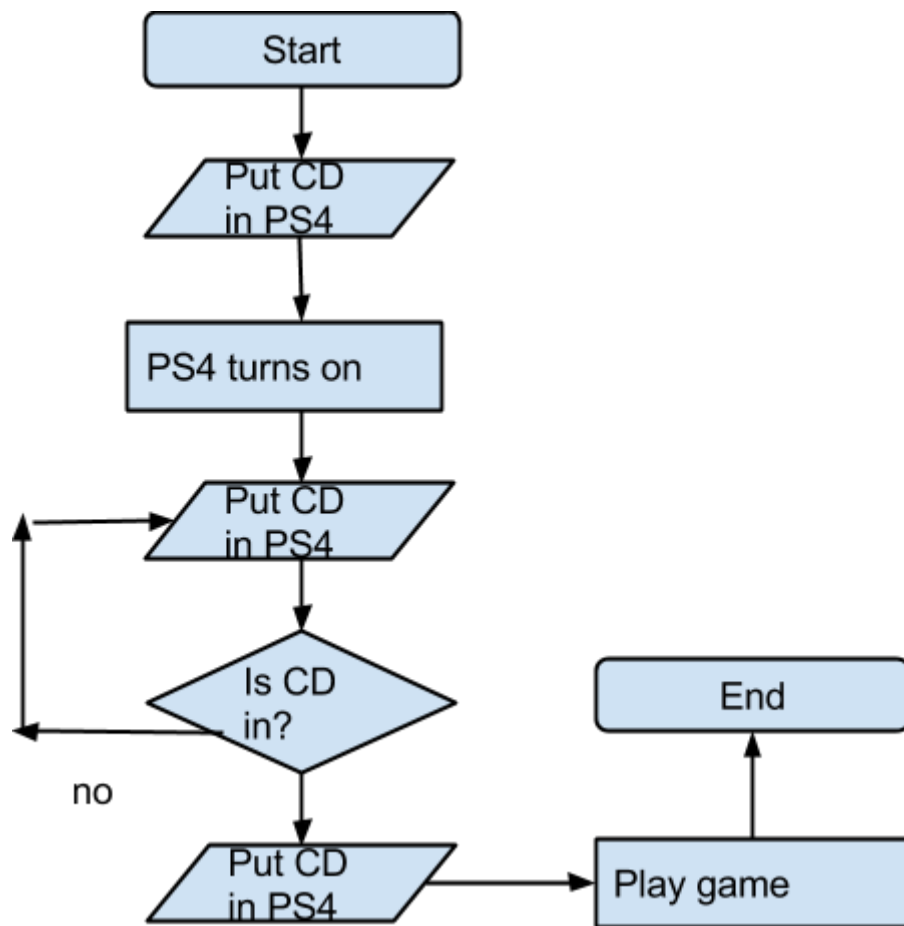 Start
Put CD
in PS4
PS4 turns on
Put CD
in PS4
Is CD
in?
no
Put CD
in PS4
Play game
End